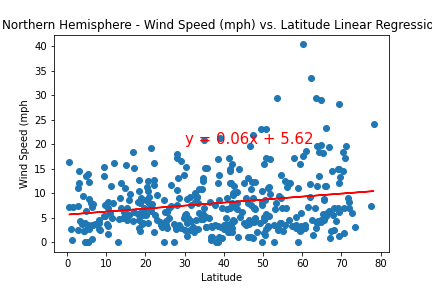 Northern Hemisphere - Wind Speed (mph) vs. Latitude Linear Regressio
40
35
30
25
20
15
10
5
0
Wind Speed (mph
y = 0.06x + 5.62
0 10 20 30 40 50 60 70 80
Latitude